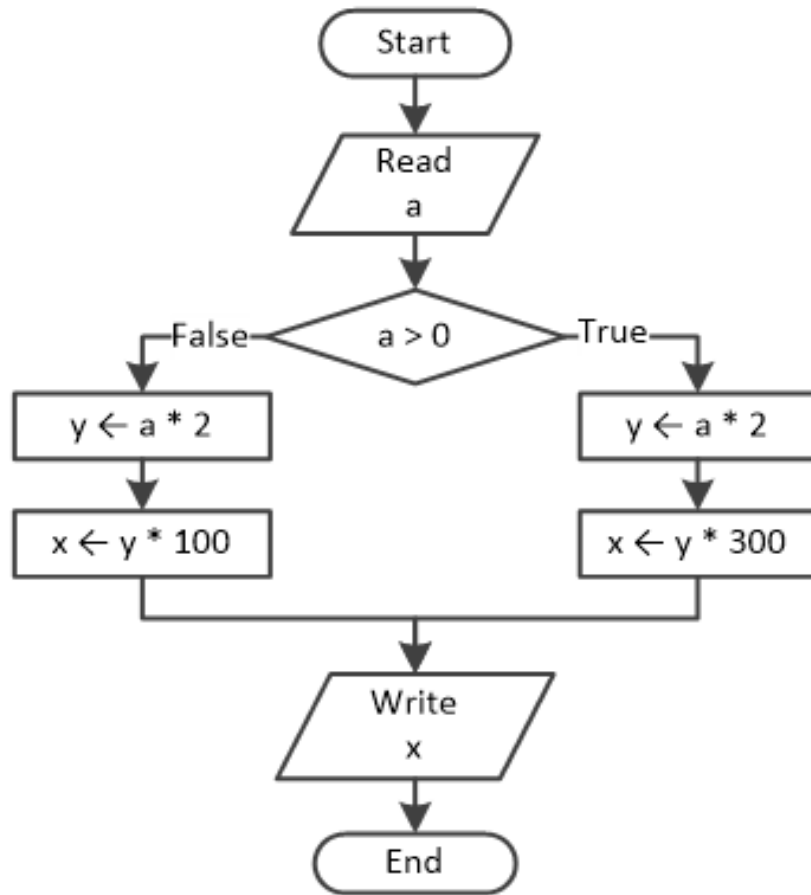 Start
Read
a
a > 0
False
True
y ← a * 2
y ← a * 2
x ← y * 100
x ← y * 300
Write
x
End